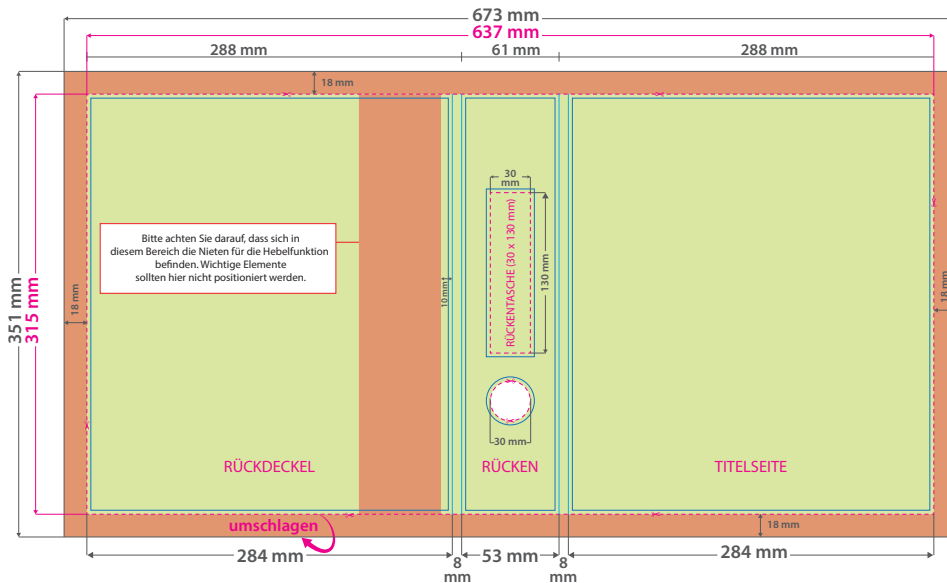 673 mm
637 mm
288 mm
61 mm
288 mm
18 mm
30
mm
RÜCKENTASCHE (30 x 130 mm)
130 mm
Bitte achten Sie darauf, dass sich in
diesem Bereich die Nieten für die Hebelfunktion
befinden. Wichtige Elemente
sollten hier nicht positioniert werden.
10 mm
351 mm
315 mm
18 mm
18 mm
30 mm
RÜCKDECKEL
RÜCKEN
TITELSEITE
umschlagen
18 mm
284 mm
8
mm
53 mm
8
mm
284 mm